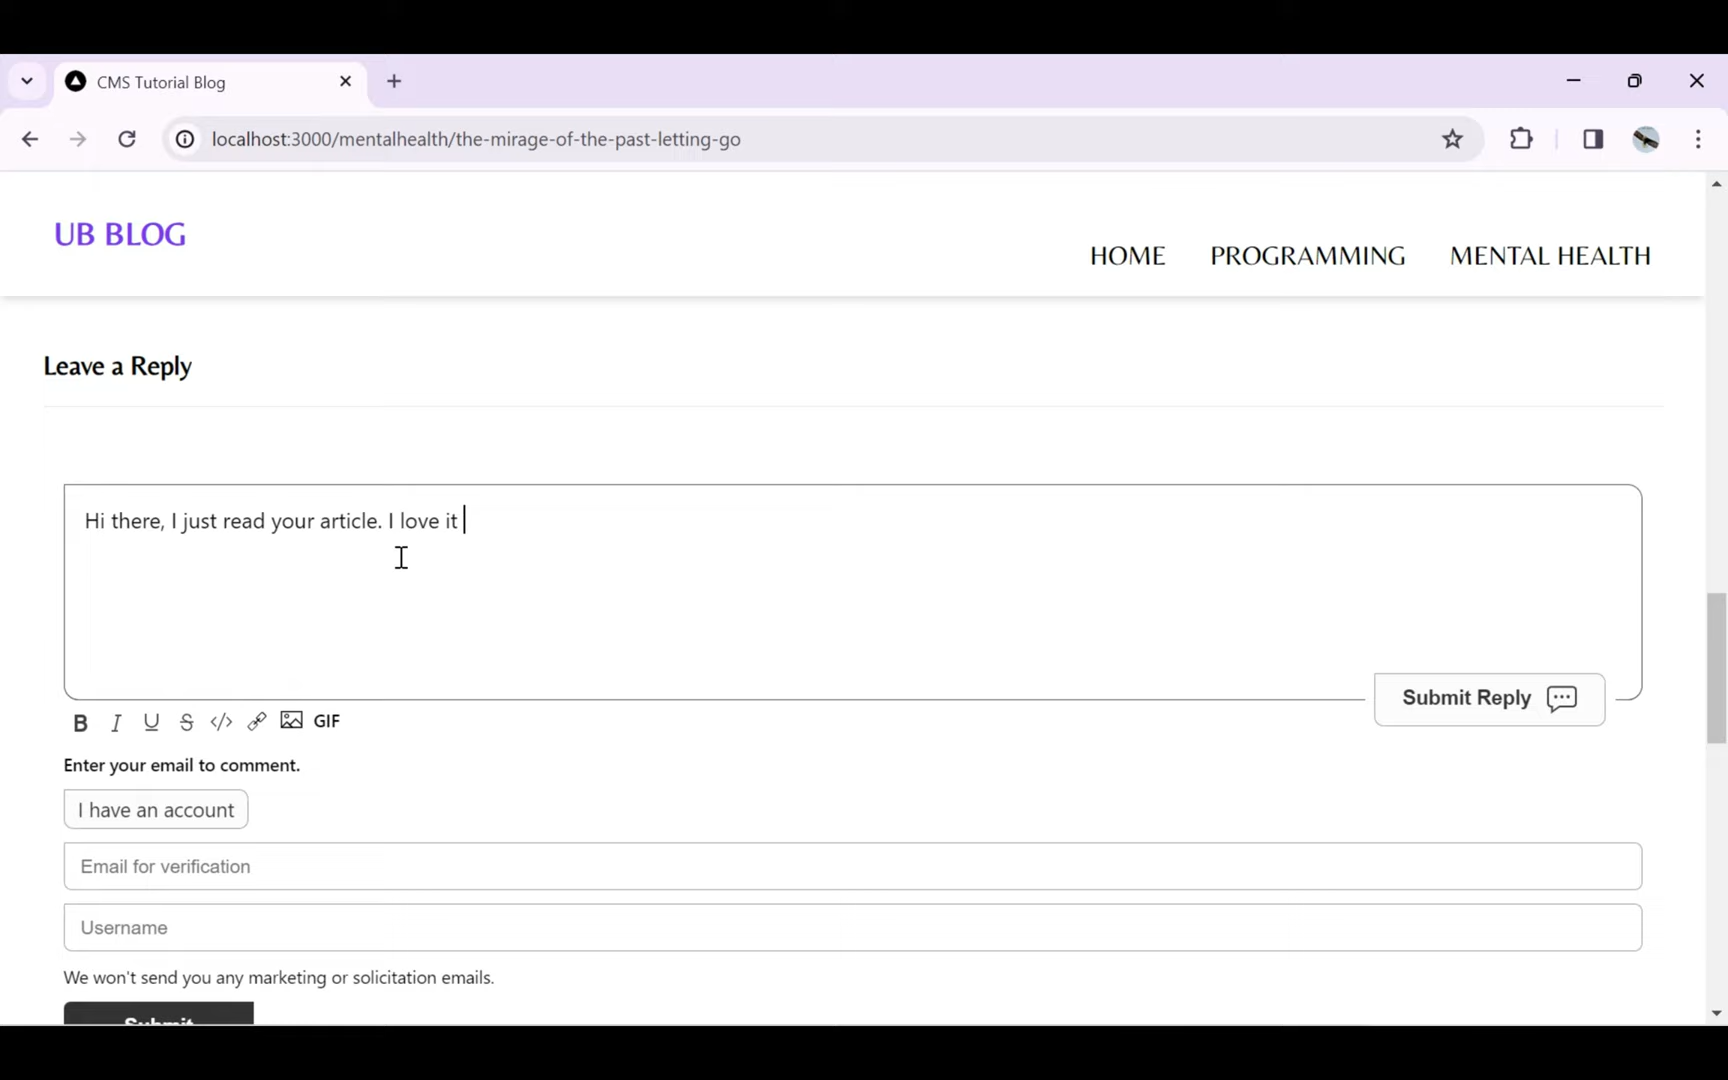 CMS Tutorial Blog
localhost:3000/mentalhealth/the-mirage-of-the-past-letting-go
UB BLOG
HOME PROGRAMMING MENTAL HEALTH
Leave a Reply
Hi there, I just read your article. I love it
Submit Reply
B I U S </> GIF
Enter your email to comment.
I have an account
Email for verification
Username
We won't send you any marketing or solicitation emails.
Submit